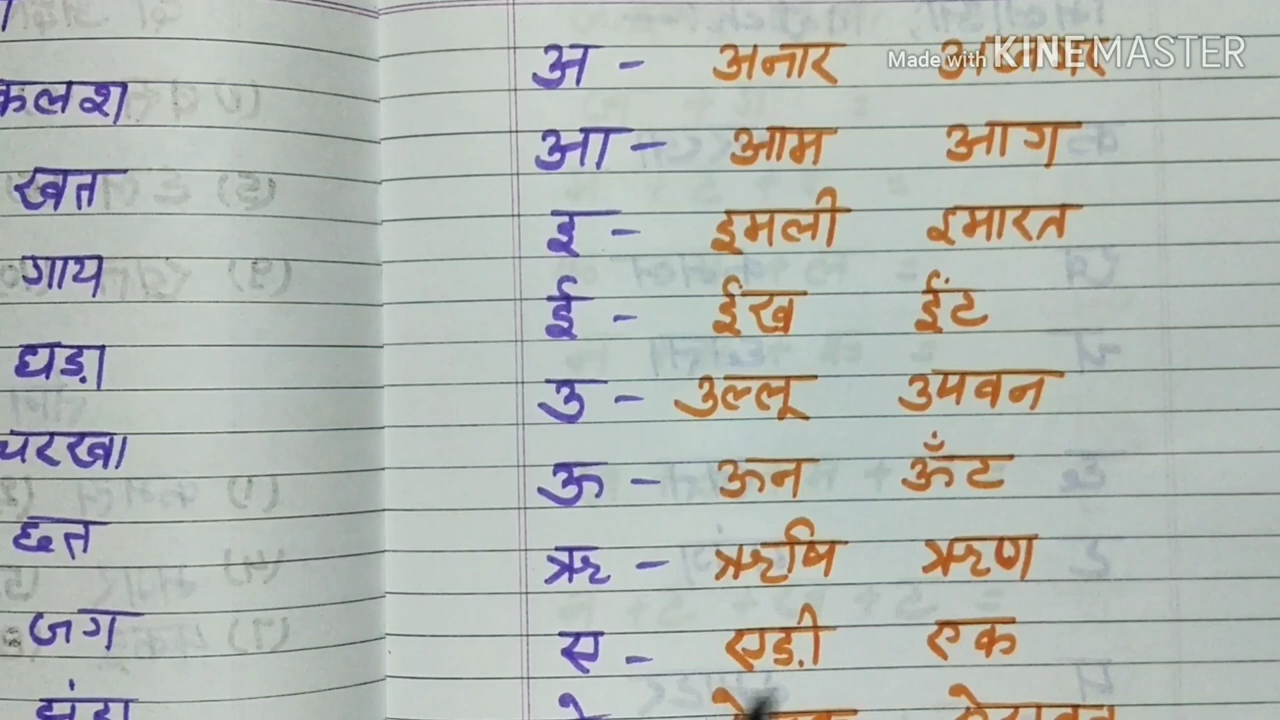 कलश
खत
गाय
घड़ा
चरखा
छत
जग
झंडा
Made with KINEMASTER
अ - अनार
आ - आम आग
इ - इमली इमारत
ई - ईख ईंट
उ - उल्लू उपवन
ऊ - ऊन ऊँट
ऋ - ऋषि ऋण
ए - एड़ी एक